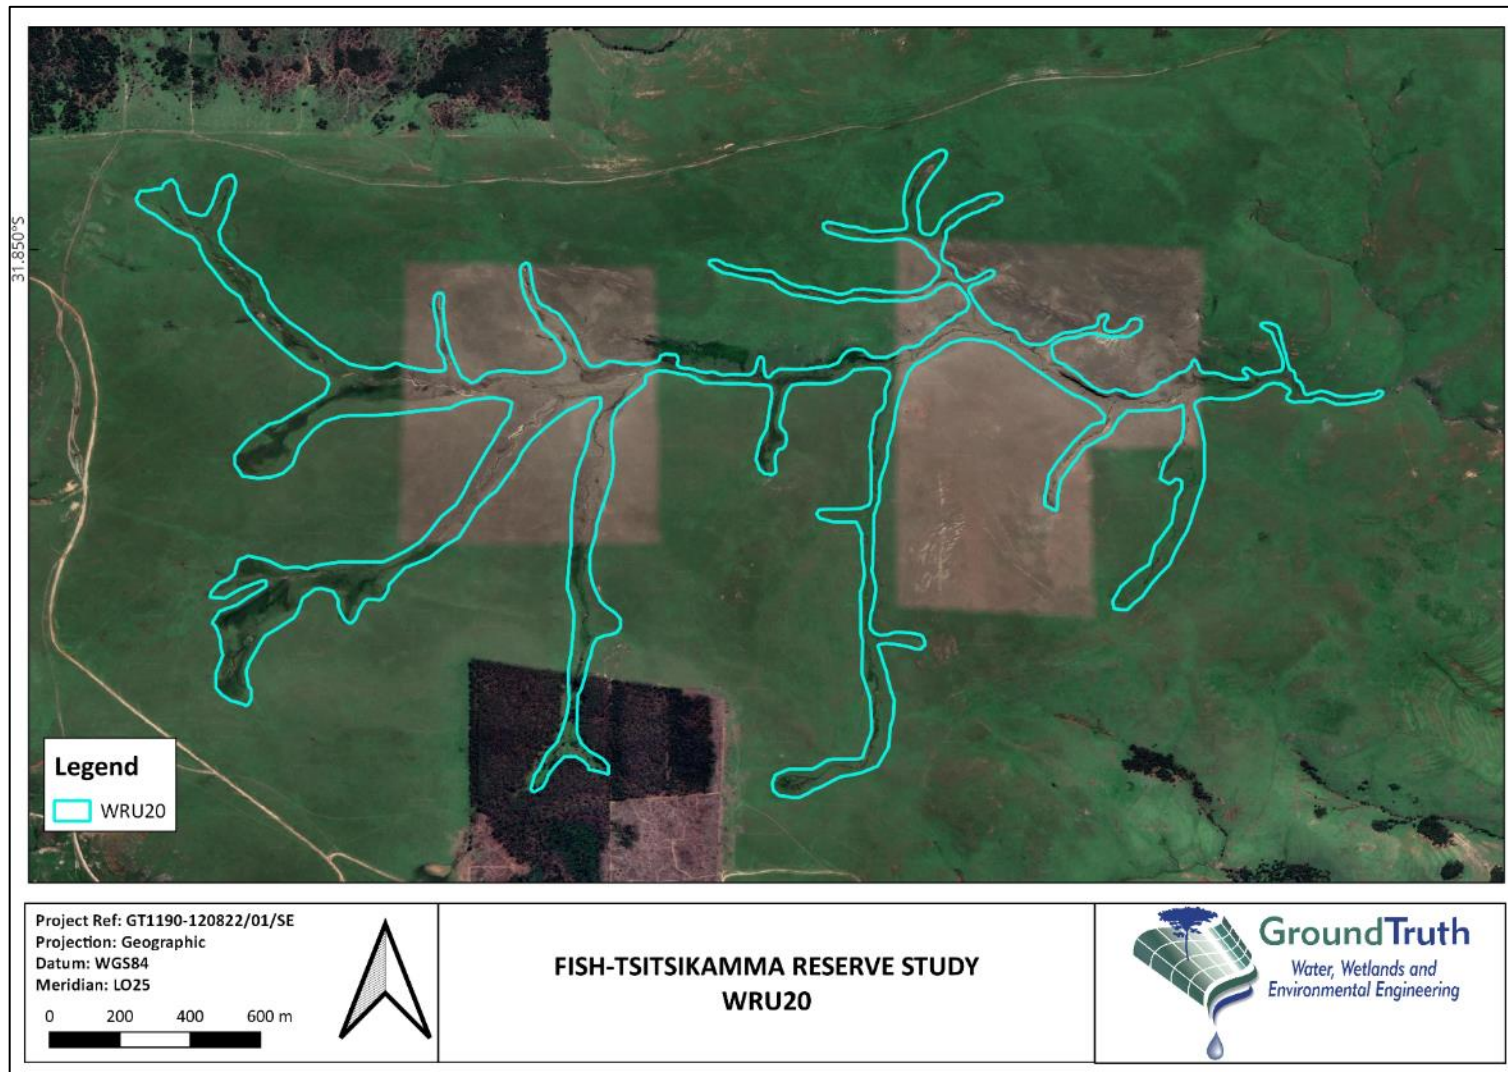 31.850°S
Legend
WRU20
Project Ref: GT1190-120822/01/SE
Projection: Geographic
Datum: WGS84
Meridian: LO25
0 200 400 600 m
FISH-TSITSIKAMMA RESERVE STUDY
WRU20
GroundTruth
Water, Wetlands and
Environmental Engineering